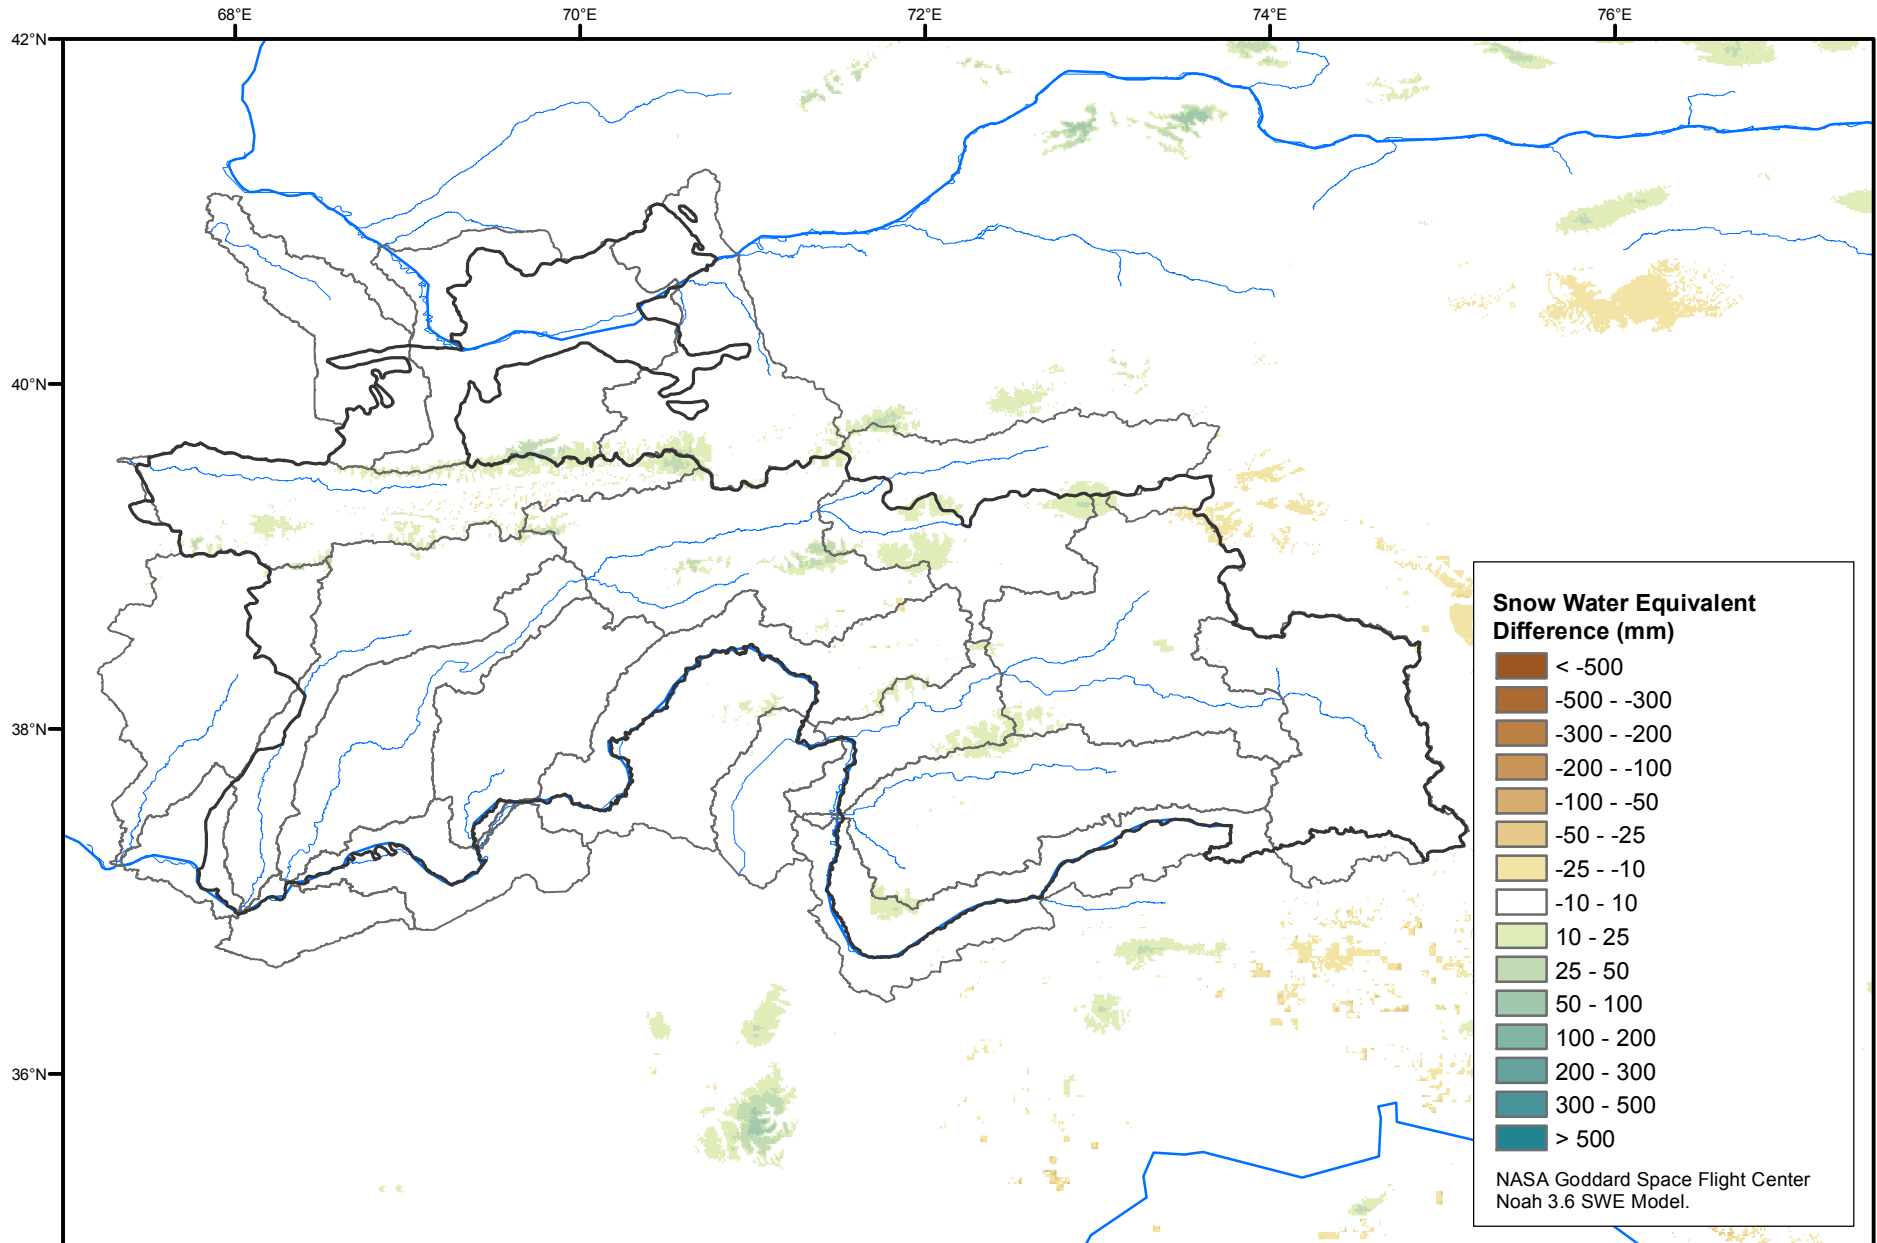 68°E 70°E 72°E 74°E 76°E
42°N
40°N
38°N
36°N
Snow Water Equivalent
Difference (mm)
< -500
-500 - -300
-300 - -200
-200 - -100
-100 - -50
-50 - -25
-25 - -10
-10 - 10
10 - 25
25 - 50
50 - 100
100 - 200
200 - 300
300 - 500
> 500
NASA Goddard Space Flight Center
Noah 3.6 SWE Model.